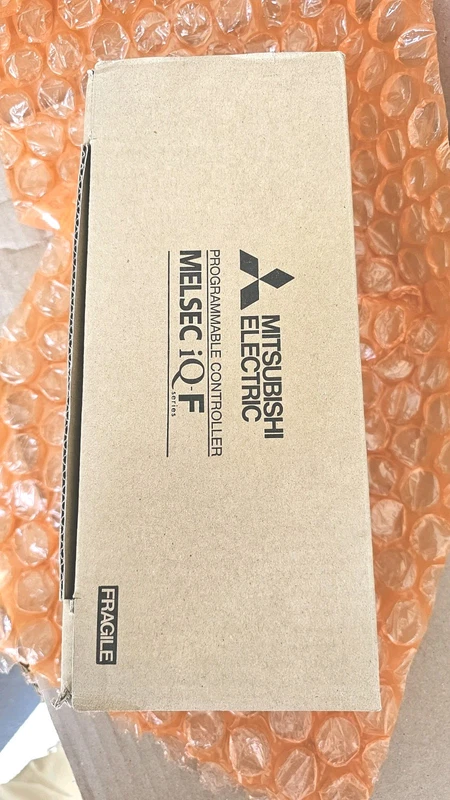 MITSUBISHI
ELECTRIC
PROGRAMMABLE CONTROLLER
MELSEC iQ-F
series
FRAGILE